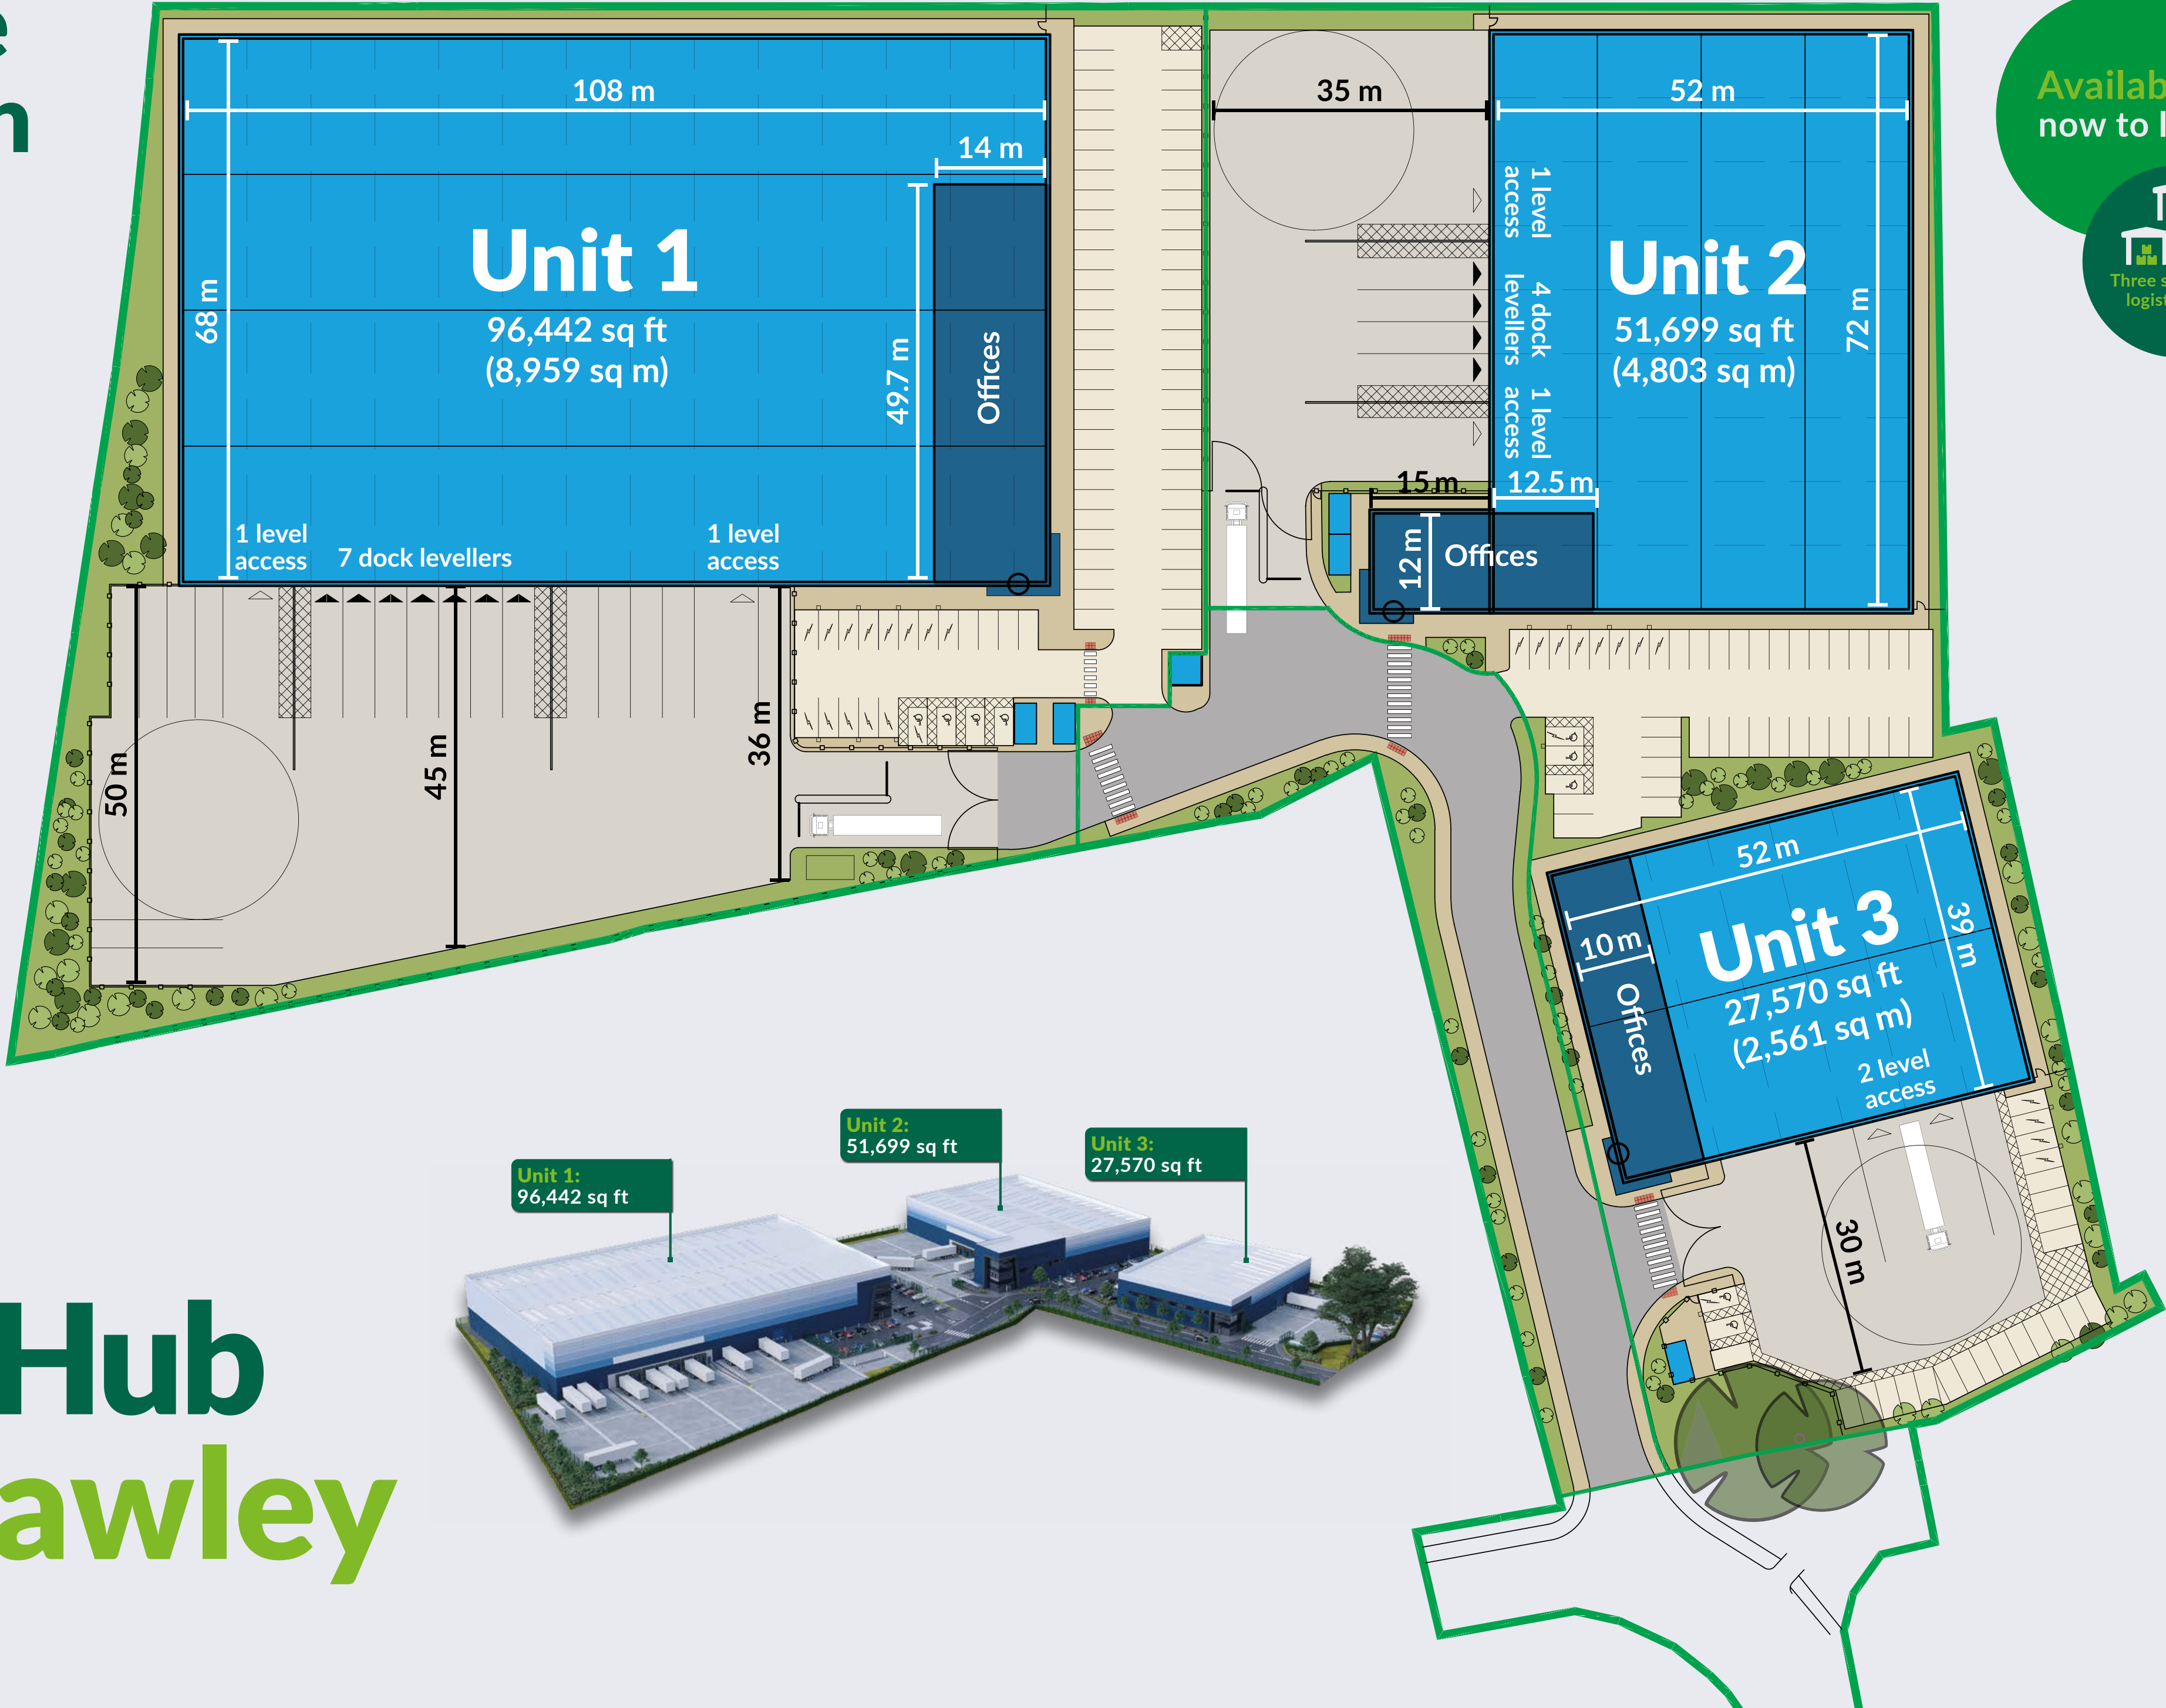 Availab
now to l
Three s
logist
108 m
14 m
68 m
Unit 1
96,442 sq ft
(8,959 sq m)
49.7 m
Offices
1 level
access
7 dock levellers
1 level
access
50 m
45 m
36 m
35 m
52 m
1 level
access
4 dock
levellers
1 level
access
Unit 2
51,699 sq ft
(4,803 sq m)
72 m
15 m
12.5 m
12 m
Offices
52 m
39 m
10 m
Unit 3
27,570 sq ft
(2,561 sq m)
Offices
2 level
access
30 m
Unit 1:
96,442 sq ft
Unit 2:
51,699 sq ft
Unit 3:
27,570 sq ft
Hub
awley